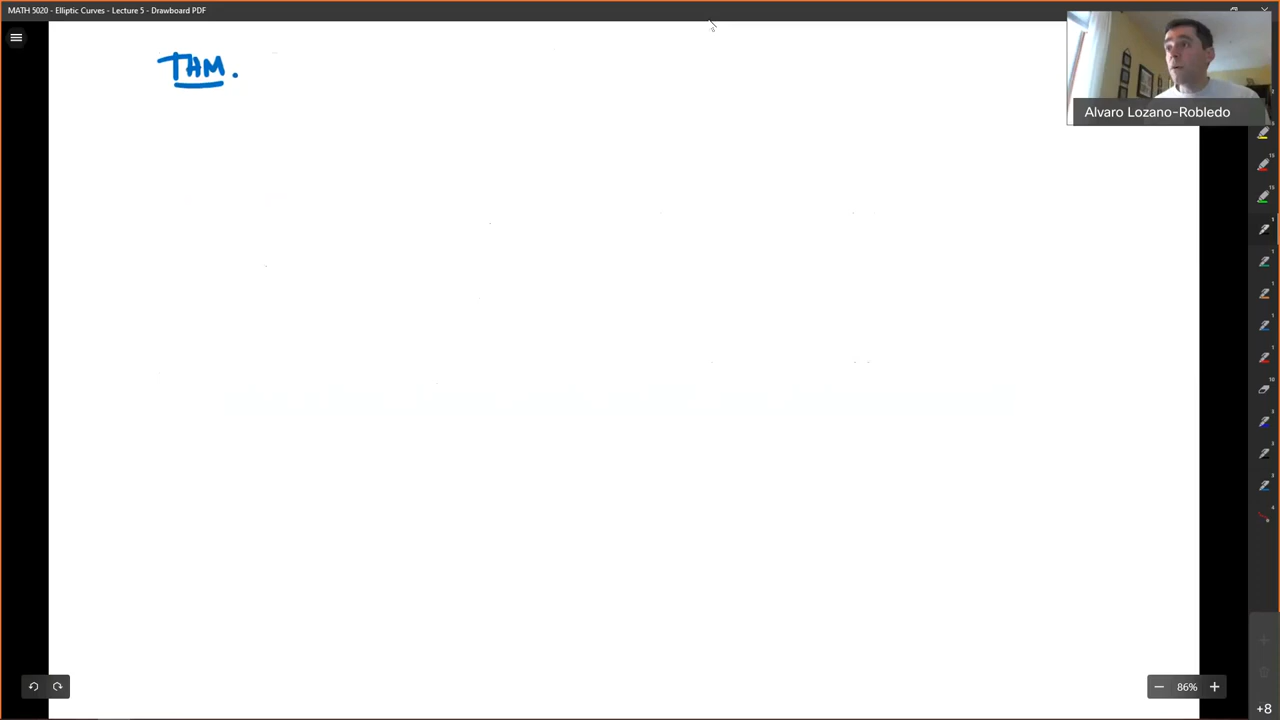 MATH 5020 - Elliptic Curves - Lecture 5 - Drawboard PDF
THM.
Alvaro Lozano-Robledo
86%
+8